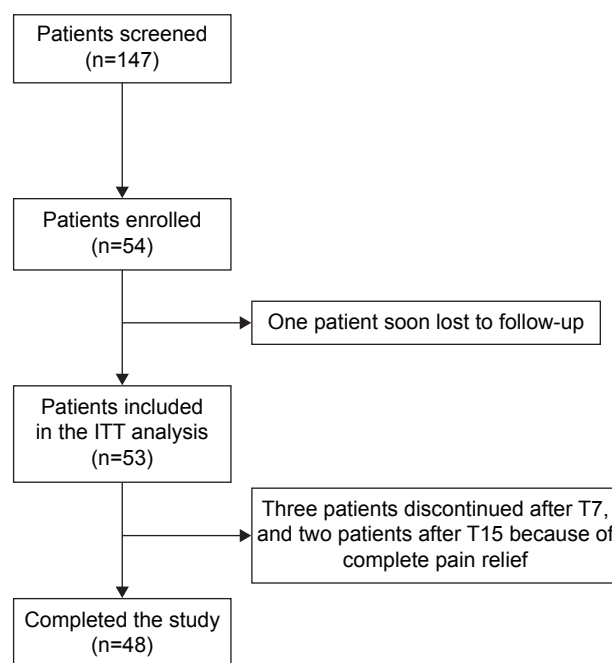 Patients screened
(n=147)
Patients enrolled
(n=54)
One patient soon lost to follow-up
Patients included
in the ITT analysis
(n=53)
Three patients discontinued after T7,
and two patients after T15 because of
complete pain relief
Completed the study
(n=48)